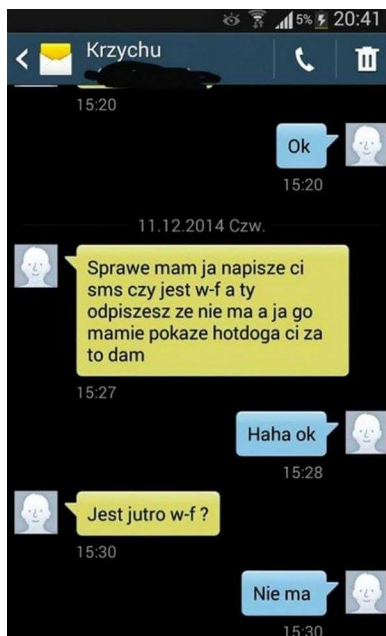 5% 20:41
Krzychu
15:20
Ok
15:20
11.12.2014 Czw.
Sprawe mam ja napisze ci
sms czy jest w-f a ty
odpiszesz ze nie ma a ja go
mamie pokaze hotdoga ci za
to dam
15:27
Haha ok
15:28
Jest jutro w-f ?
15:30
Nie ma
15:30